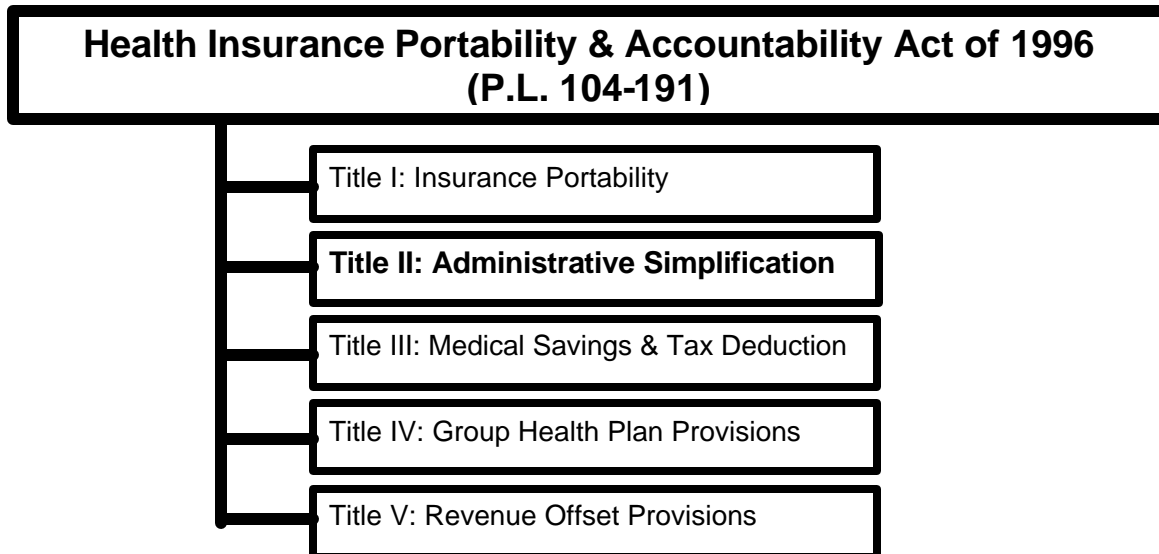 Health Insurance Portability & Accountability Act of 1996
(P.L. 104-191)
Title I: Insurance Portability
Title II: Administrative Simplification
Title III: Medical Savings & Tax Deduction
Title IV: Group Health Plan Provisions
Title V: Revenue Offset Provisions